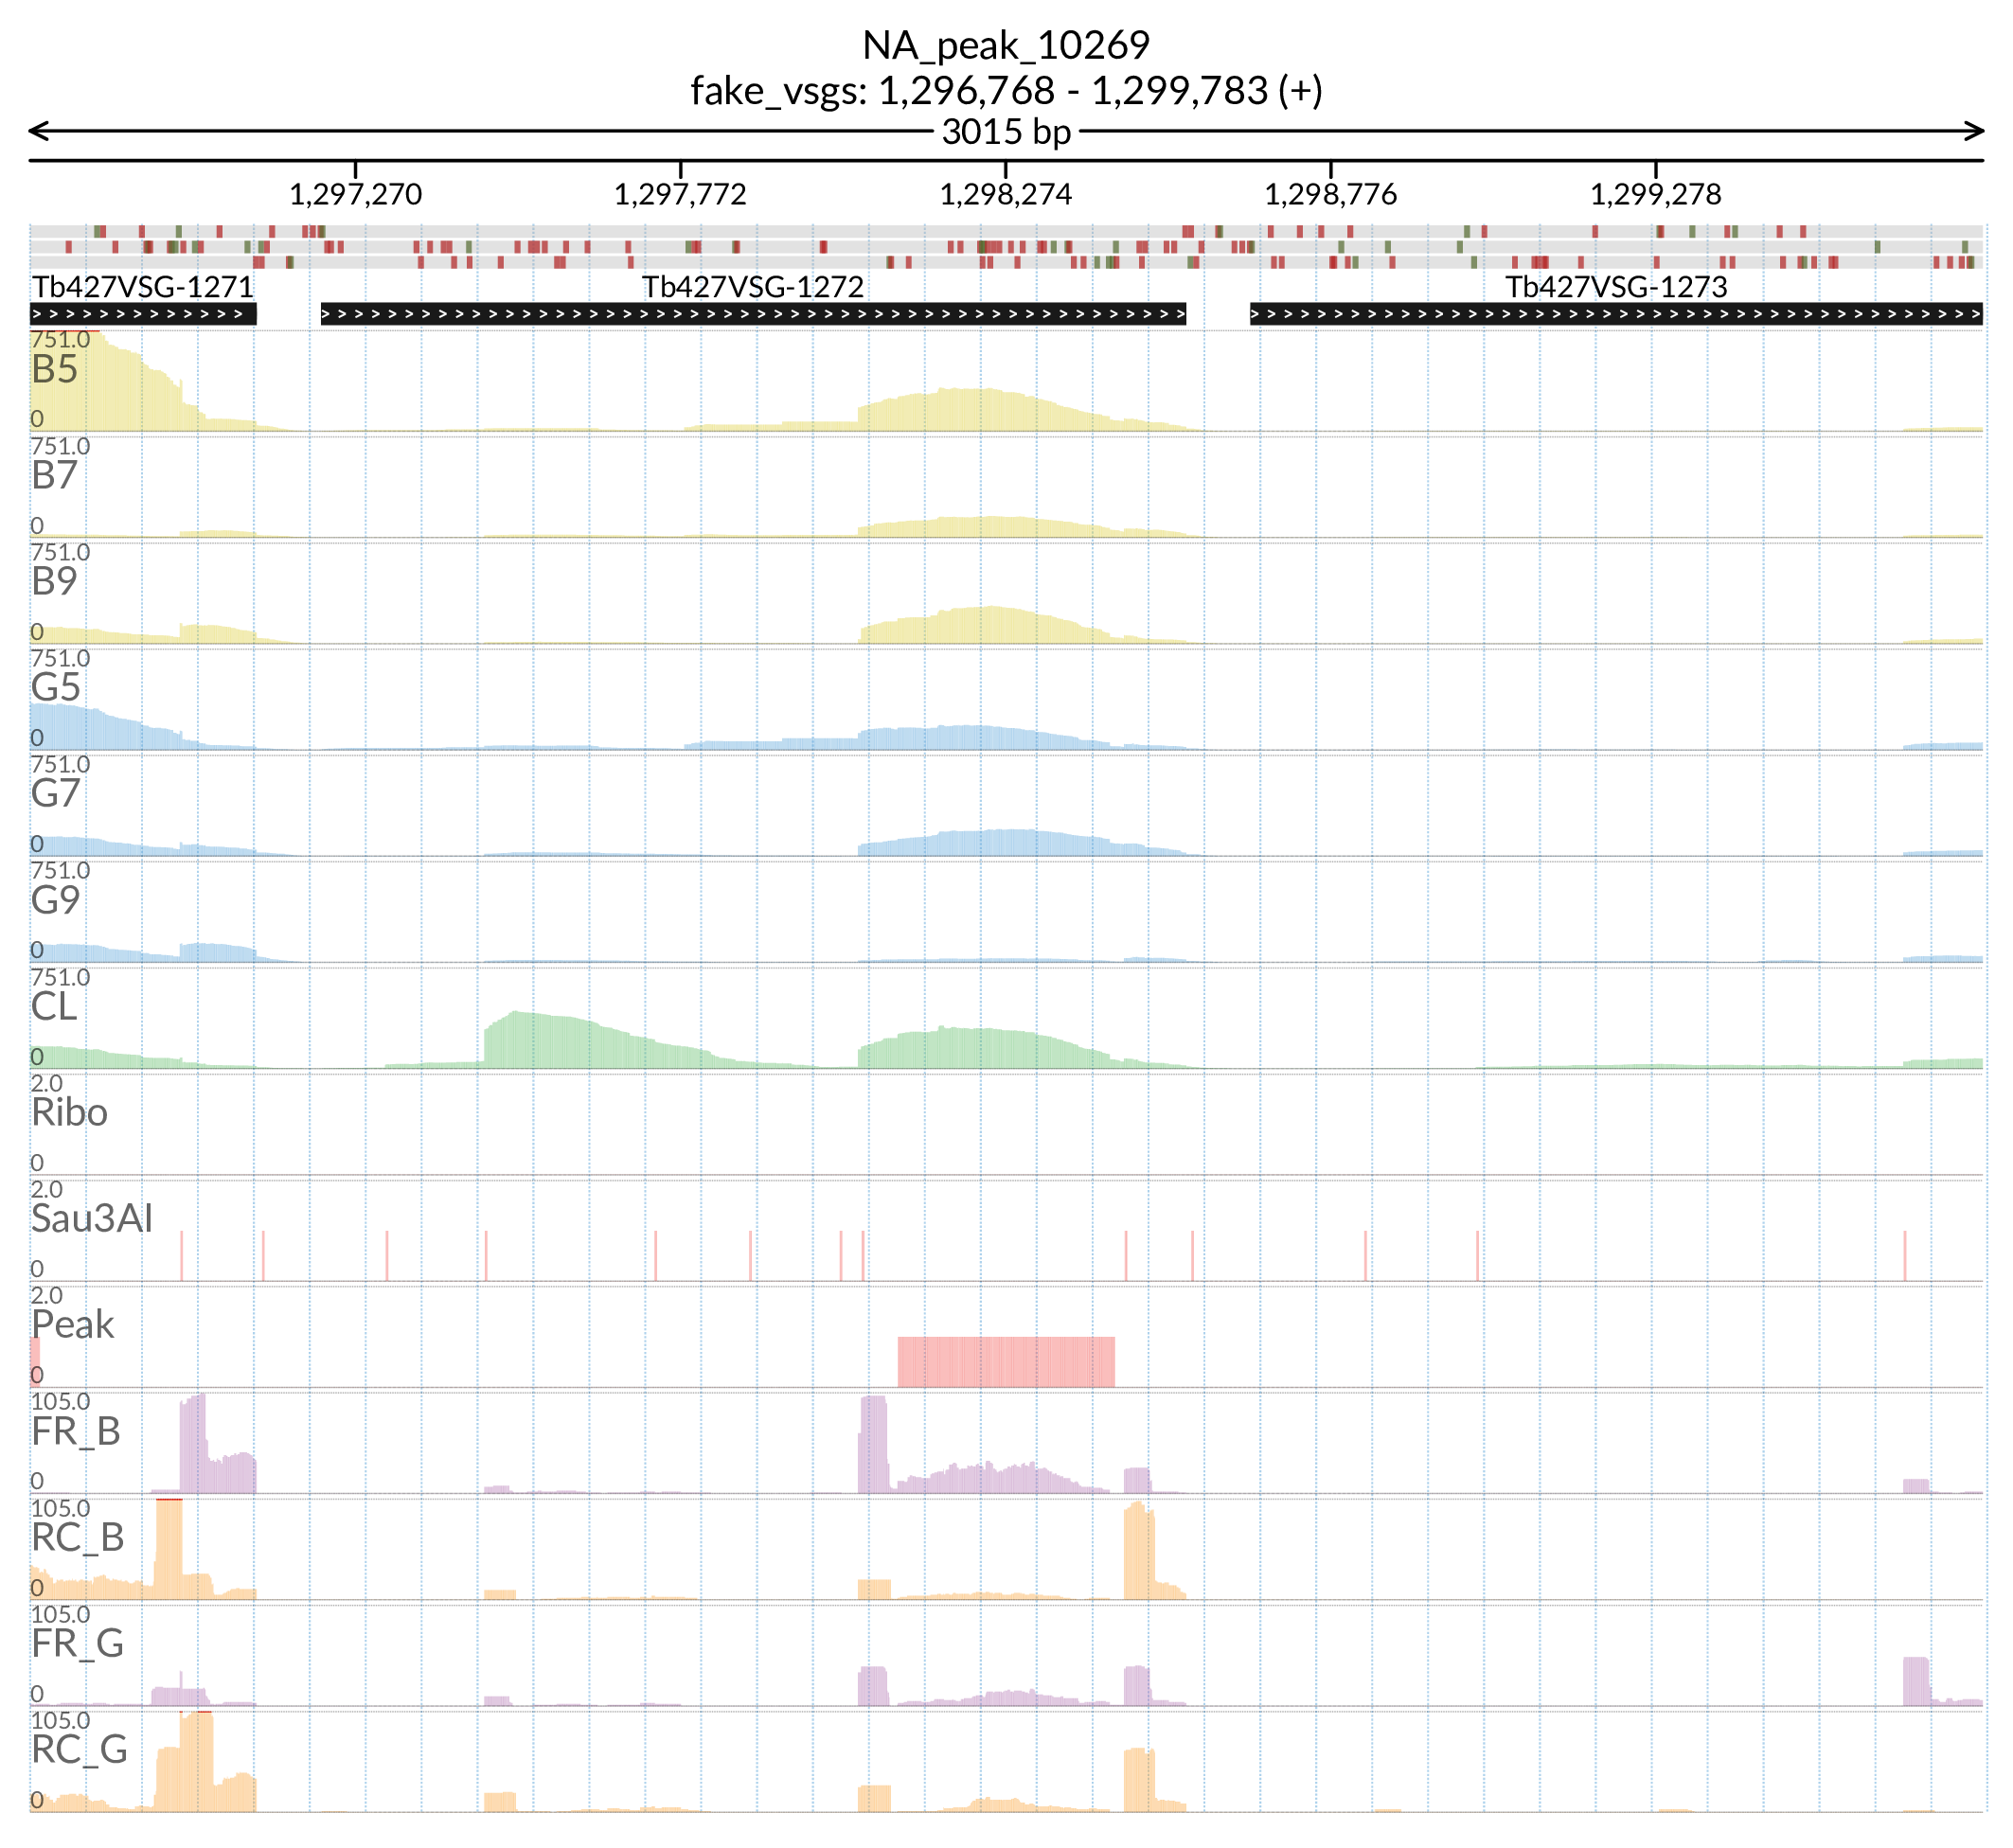 NA_peak_10269
fake_vsgs: 1,296,768 - 1,299,783 (+)
3015 bp
1,297,270 1,297,772 1,298,274 1,298,776 1,299,278
Tb427VSG-1271 Tb427VSG-1272 Tb427VSG-1273
751.0
B5
0
751.0
B7
0
751.0
B9
0
751.0
G5
0
751.0
G7
0
751.0
G9
0
751.0
CL
0
2.0
Ribo
0
2.0
Sau3AI
0
2.0
Peak
0
105.0
FR_B
0
105.0
RC_B
0
105.0
FR_G
0
105.0
RC_G
0